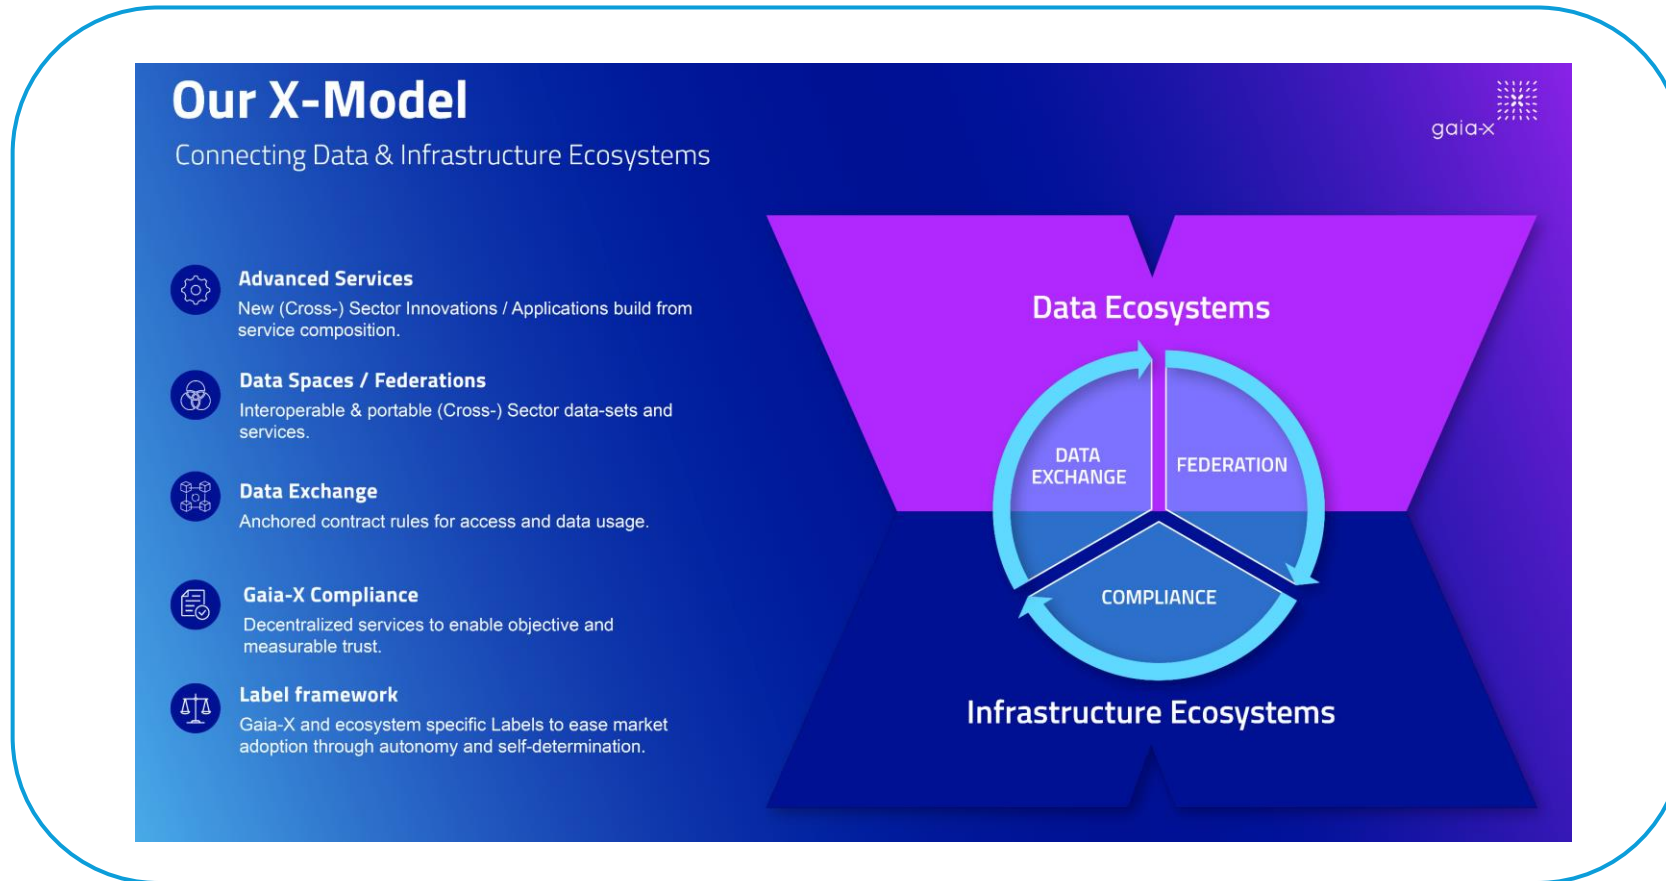 Our X-Model
Connecting Data & Infrastructure Ecosystems
gaia-x
Advanced Services
New (Cross-) Sector Innovations / Applications build from
service composition.
Data Spaces / Federations
Interoperable & portable (Cross-) Sector data-sets and
services.
Data Exchange
Anchored contract rules for access and data usage.
Gaia-X Compliance
Decentralized services to enable objective and
measurable trust.
Label framework
Gaia-X and ecosystem specific Labels to ease market
adoption through autonomy and self-determination.
Data Ecosystems
DATA
EXCHANGE
FEDERATION
COMPLIANCE
Infrastructure Ecosystems